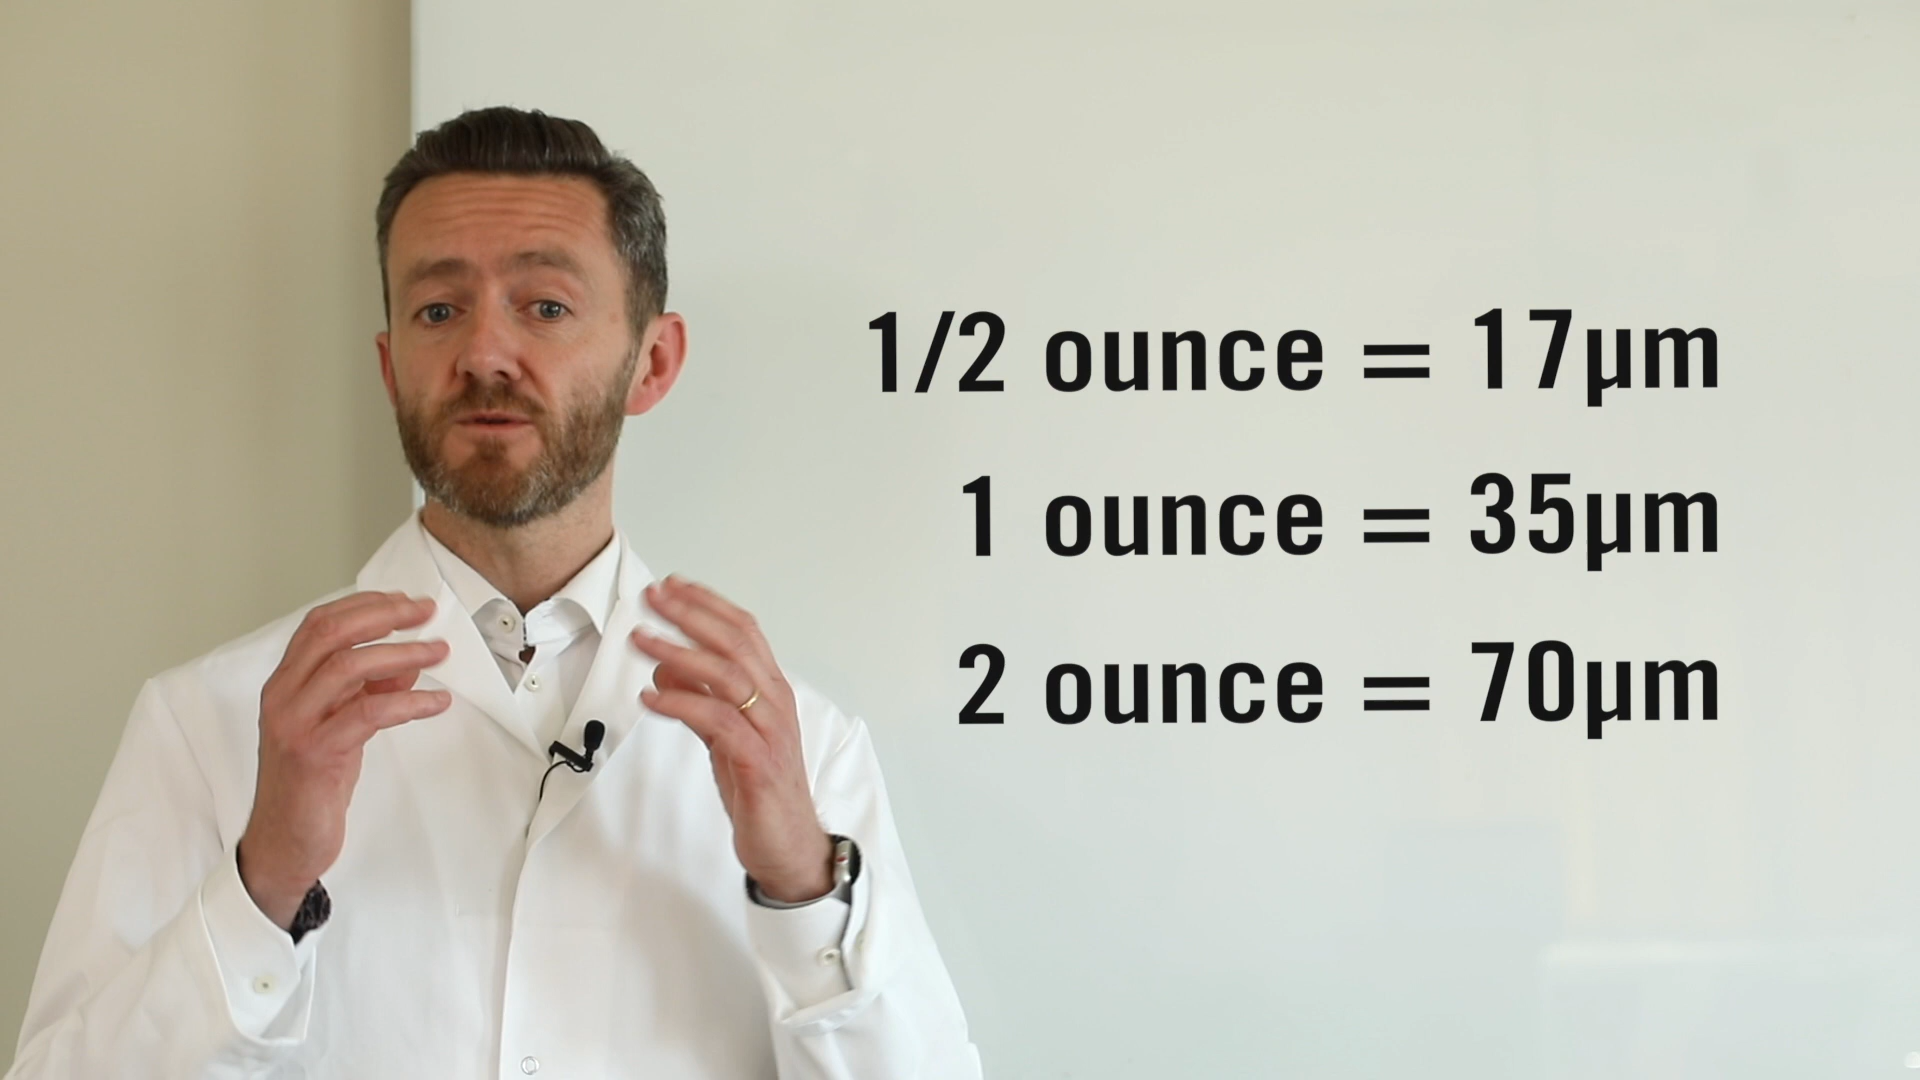 1/2 ounce = 17µm
1 ounce = 35µm
2 ounce = 70µm